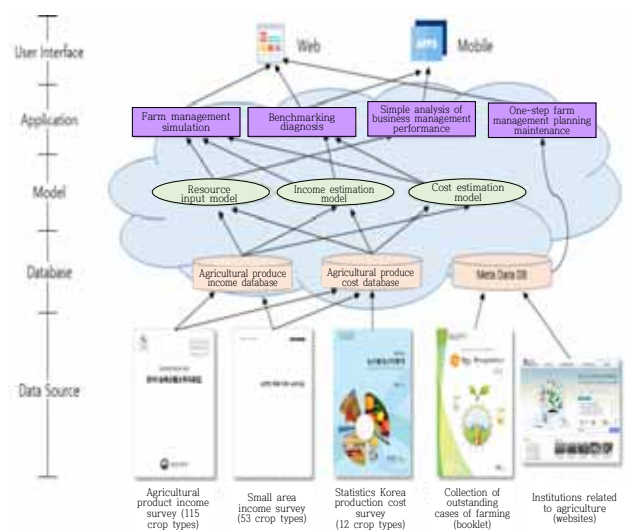 User Interface
Web
Mobile
APPS
Application
Farm management
simulation
Benchmarking
diagnosis
Simple analysis of
business management
performance
One-step farm
management planning
maintenance
Model
Resource
input model
Income estimation
model
Cost estimation
model
Database
Agricultural produce
income database
Agricultural produce
cost database
Meta Dara DB
Data Source
Agricultural
product income
survey (115
crop types)
Small area
income survey
(53 crop types)
Statistics Korea
production cost
survey
(12 crop types)
Collection of
outstanding
cases of farming
(booklet)
Institutions related
to agriculture
(websites)